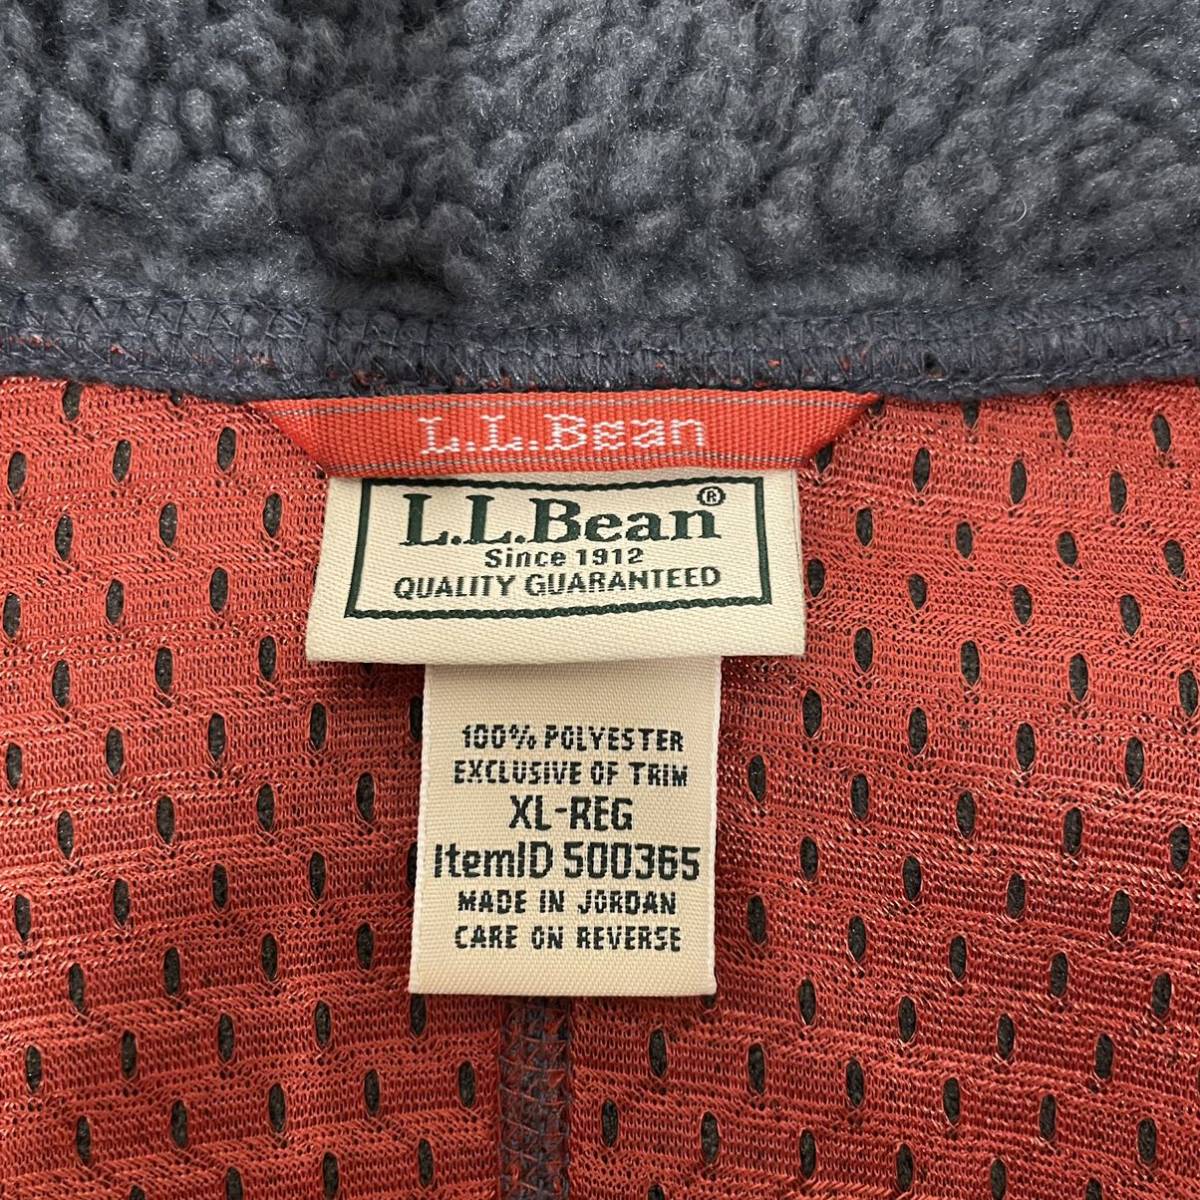 L.L.Bean
L.L.Bean®
Since 1912
QUALITY GUARANTEED
100% POLYESTER
EXCLUSIVE OF TRIM
XL-REG
ItemID 500365
MADE IN JORDAN
CARE ON REVERSE